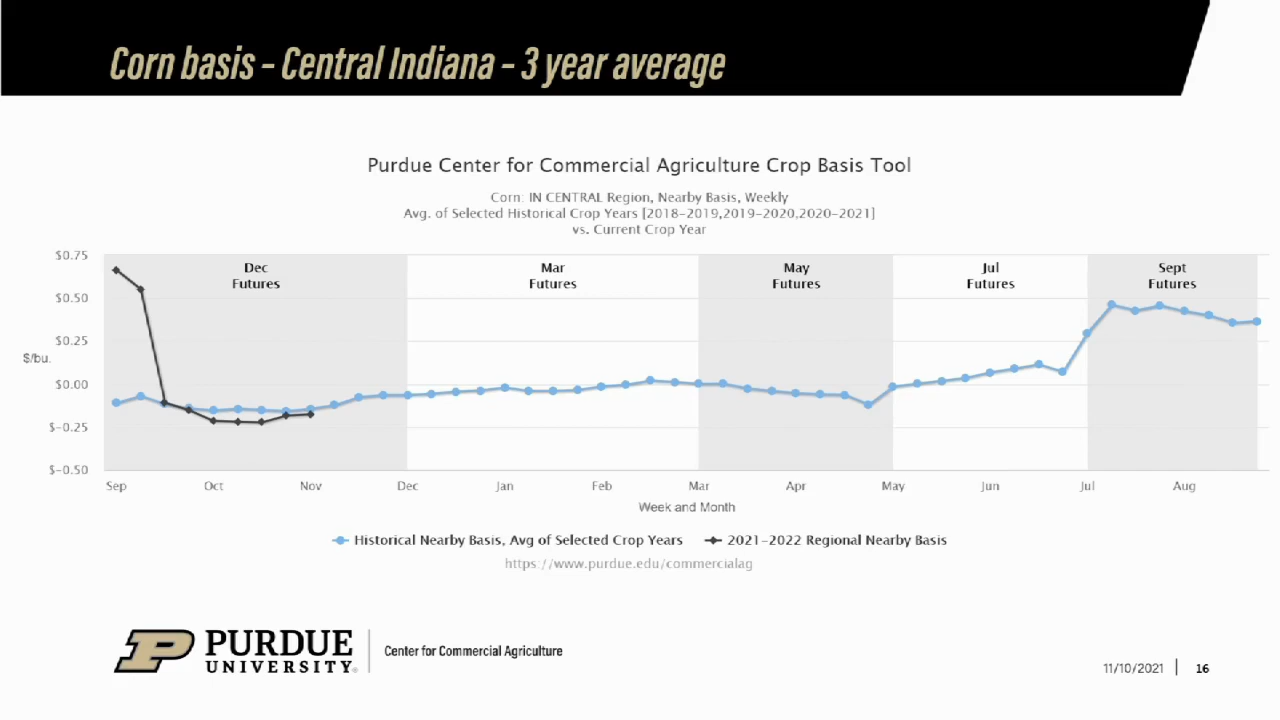 Corn basis – Central Indiana – 3 year average
Purdue Center for Commercial Agriculture Crop Basis Tool
Corn: IN CENTRAL Region, Nearby Basis, Weekly
Avg. of Selected Historical Crop Years [2018-2019,2019-2020,2020-2021]
vs. Current Crop Year
$0.75
$0.50
$0.25
$0.00
$-0.25
$-0.50
$/bu.
Dec
Futures
Mar
Futures
May
Futures
Jul
Futures
Sept
Futures
Sep Oct Nov Dec Jan Feb Mar Apr May Jun Jul Aug
Week and Month
Historical Nearby Basis, Avg of Selected Crop Years 2021-2022 Regional Nearby Basis
https://www.purdue.edu/commercialag
P PURDUE
UNIVERSITY®
Center for Commercial Agriculture
11/10/2021 | 16